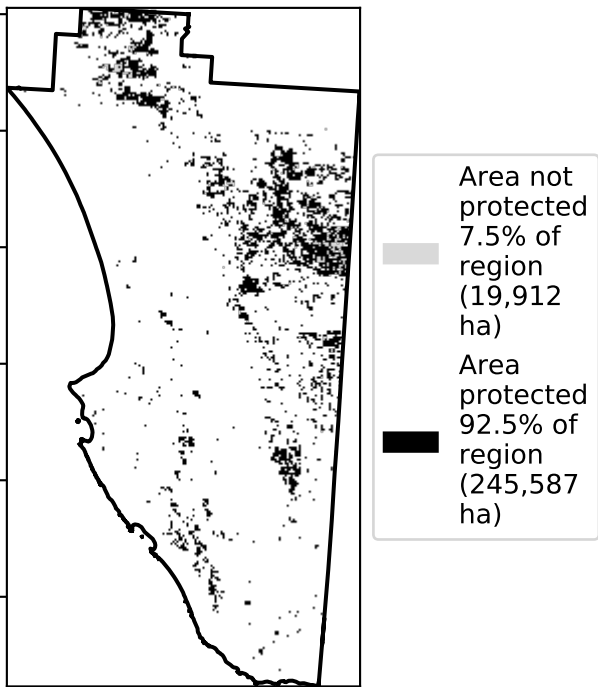 Area not
protected
7.5% of
region
(19,912
ha)
Area
protected
92.5% of
region
(245,587
ha)